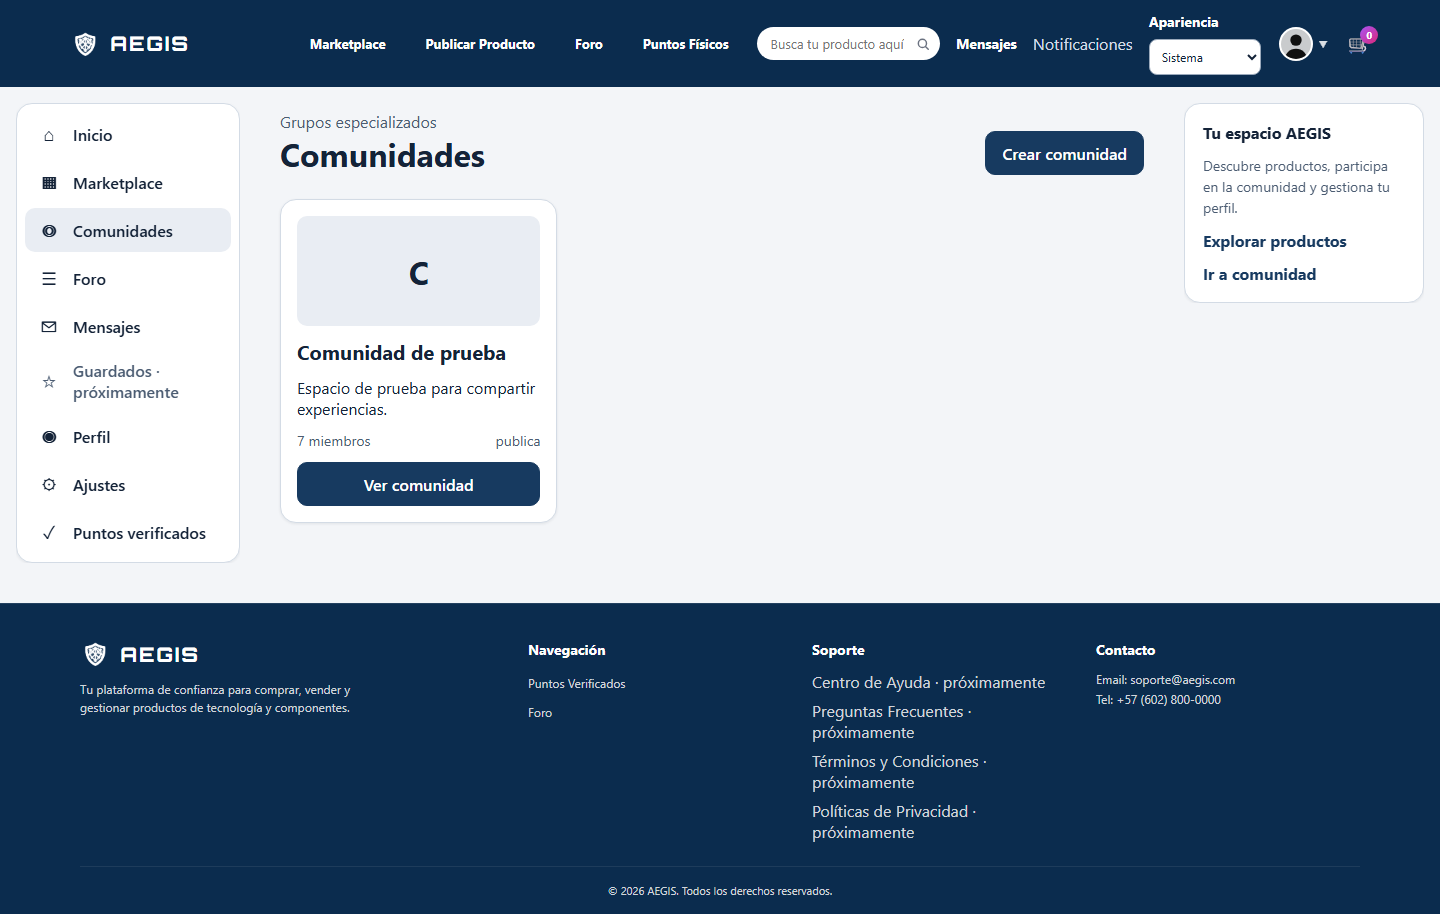 AEGIS
Marketplace
Publicar Producto
Foro
Puntos Físicos
Busca tu producto aquí
Mensajes
Notificaciones
Apariencia
Sistema
0
Inicio
Marketplace
Comunidades
Foro
Mensajes
Guardados ·
próximamente
Perfil
Ajustes
Puntos verificados
Grupos especializados
Comunidades
Crear comunidad
C
Comunidad de prueba
Espacio de prueba para compartir
experiencias.
7 miembros
publica
Ver comunidad
Tu espacio AEGIS
Descubre productos, participa
en la comunidad y gestiona tu
perfil.
Explorar productos
Ir a comunidad
AEGIS
Tu plataforma de confianza para comprar, vender y
gestionar productos de tecnología y componentes.
Navegación
Puntos Verificados
Foro
Soporte
Centro de Ayuda · próximamente
Preguntas Frecuentes ·
próximamente
Términos y Condiciones ·
próximamente
Políticas de Privacidad ·
próximamente
Contacto
Email: soporte@aegis.com
Tel: +57 (602) 800-0000
© 2026 AEGIS. Todos los derechos reservados.